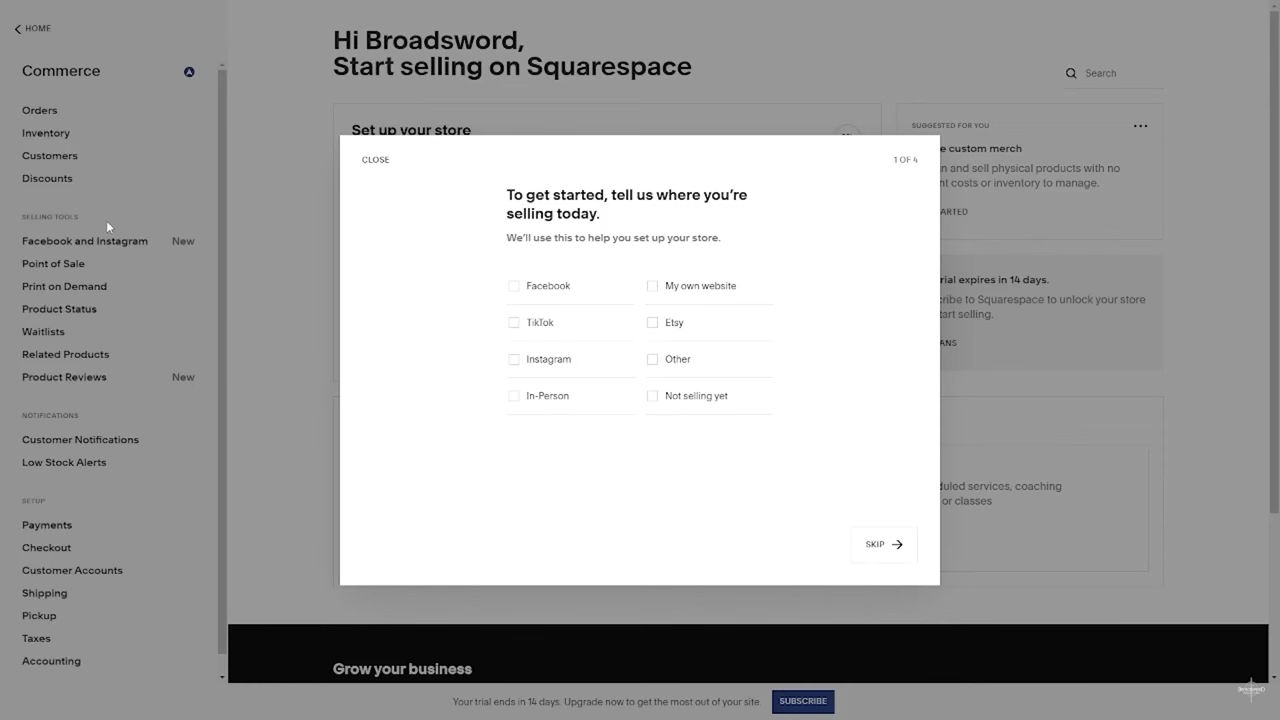 HOME
Commerce
Orders
Inventory
Customers
Discounts
SELLING TOOLS
Facebook and Instagram New
Point of Sale
Print on Demand
Product Status
Waitlists
Related Products
Product Reviews New
NOTIFICATIONS
Customer Notifications
Low Stock Alerts
SETUP
Payments
Checkout
Customer Accounts
Shipping
Pickup
Taxes
Accounting
Hi Broadsword,
Start selling on Squarespace
Search
Set up your store
SUGGESTED FOR YOU
custom merch
and sell physical products with no
costs or inventory to manage.
expires in 14 days.
to Squarespace to unlock your store
selling.
services, coaching
or classes
CLOSE
1 OF 4
To get started, tell us where you're
selling today.
We'll use this to help you set up your store.
Facebook My own website
TikTok Etsy
Instagram Other
In-Person Not selling yet
SKIP
Grow your business
Your trial ends in 14 days. Upgrade now to get the most out of your site. SUBSCRIBE